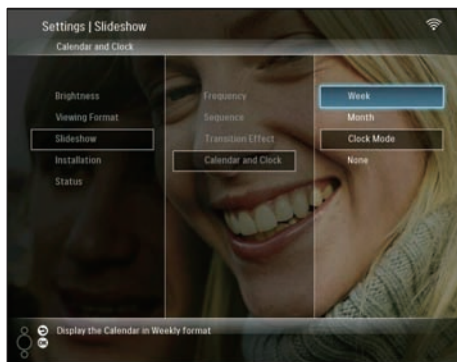 Settings | Slideshow
Calendar and Clock
Brightness
Viewing Format
Slideshow
Installation
Status
Frequency
Sequence
Transition Effect
Calendar and Clock
Week
Month
Clock Mode
None
OK
Display the Calendar in Weekly format